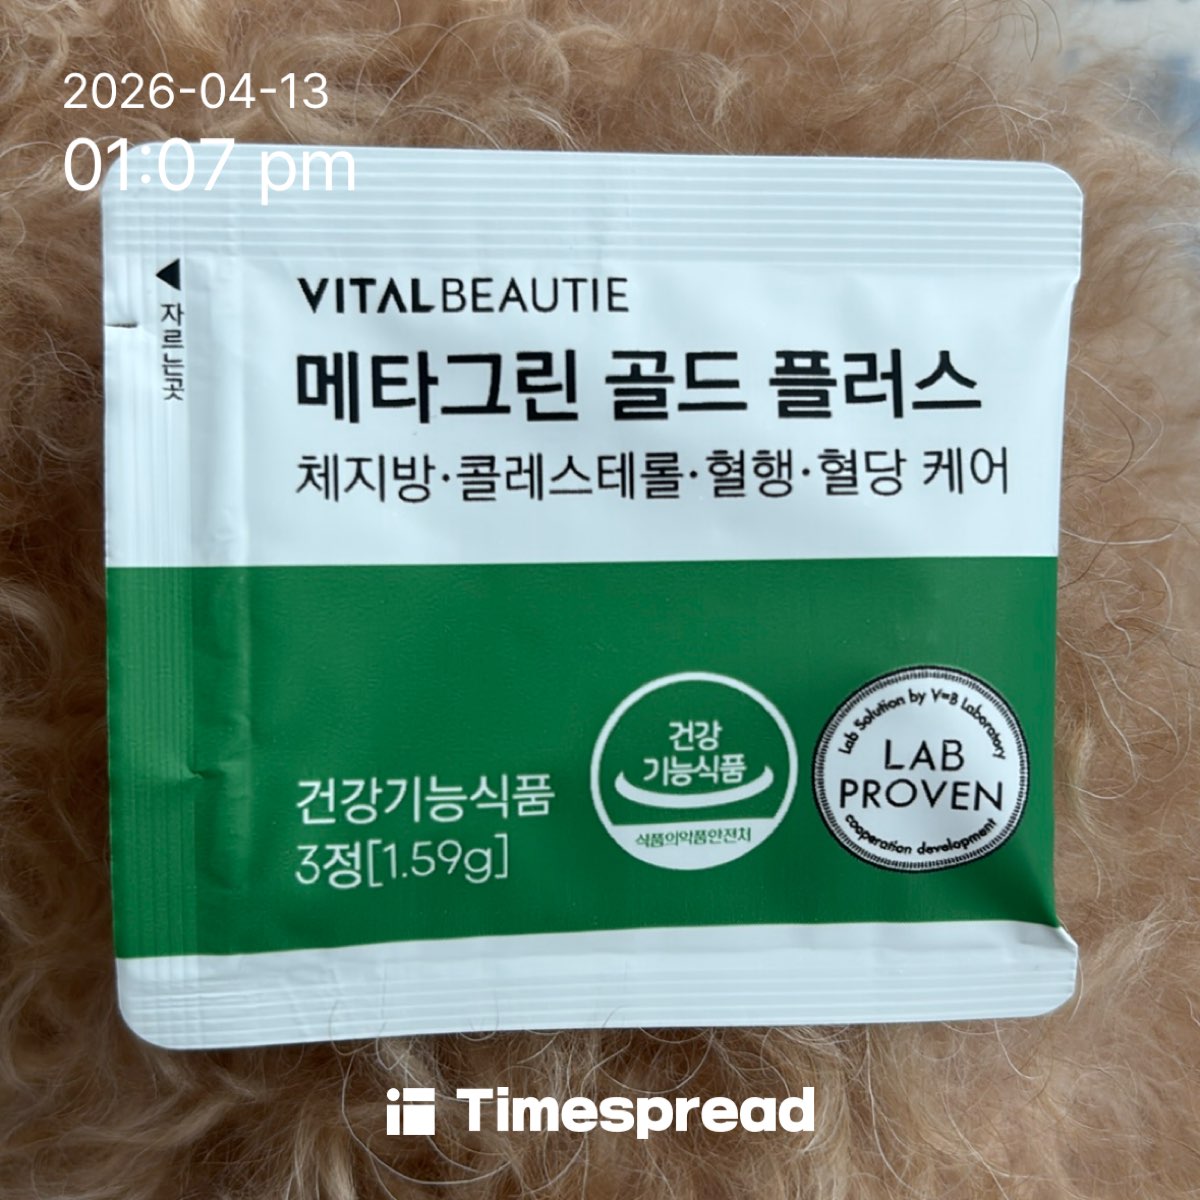 2026-04-13
01:07 pm
◀ 자르는곳
VITALBEAUTIE
메타그린 골드 플러스
체지방·콜레스테롤·혈행·혈당 케어
건강기능식품
3정[1.59g]
건강
기능식품
식품의약품안전처
Lab Solution by V=B Laboratory
LAB
PROVEN
cooperation development
Timespread